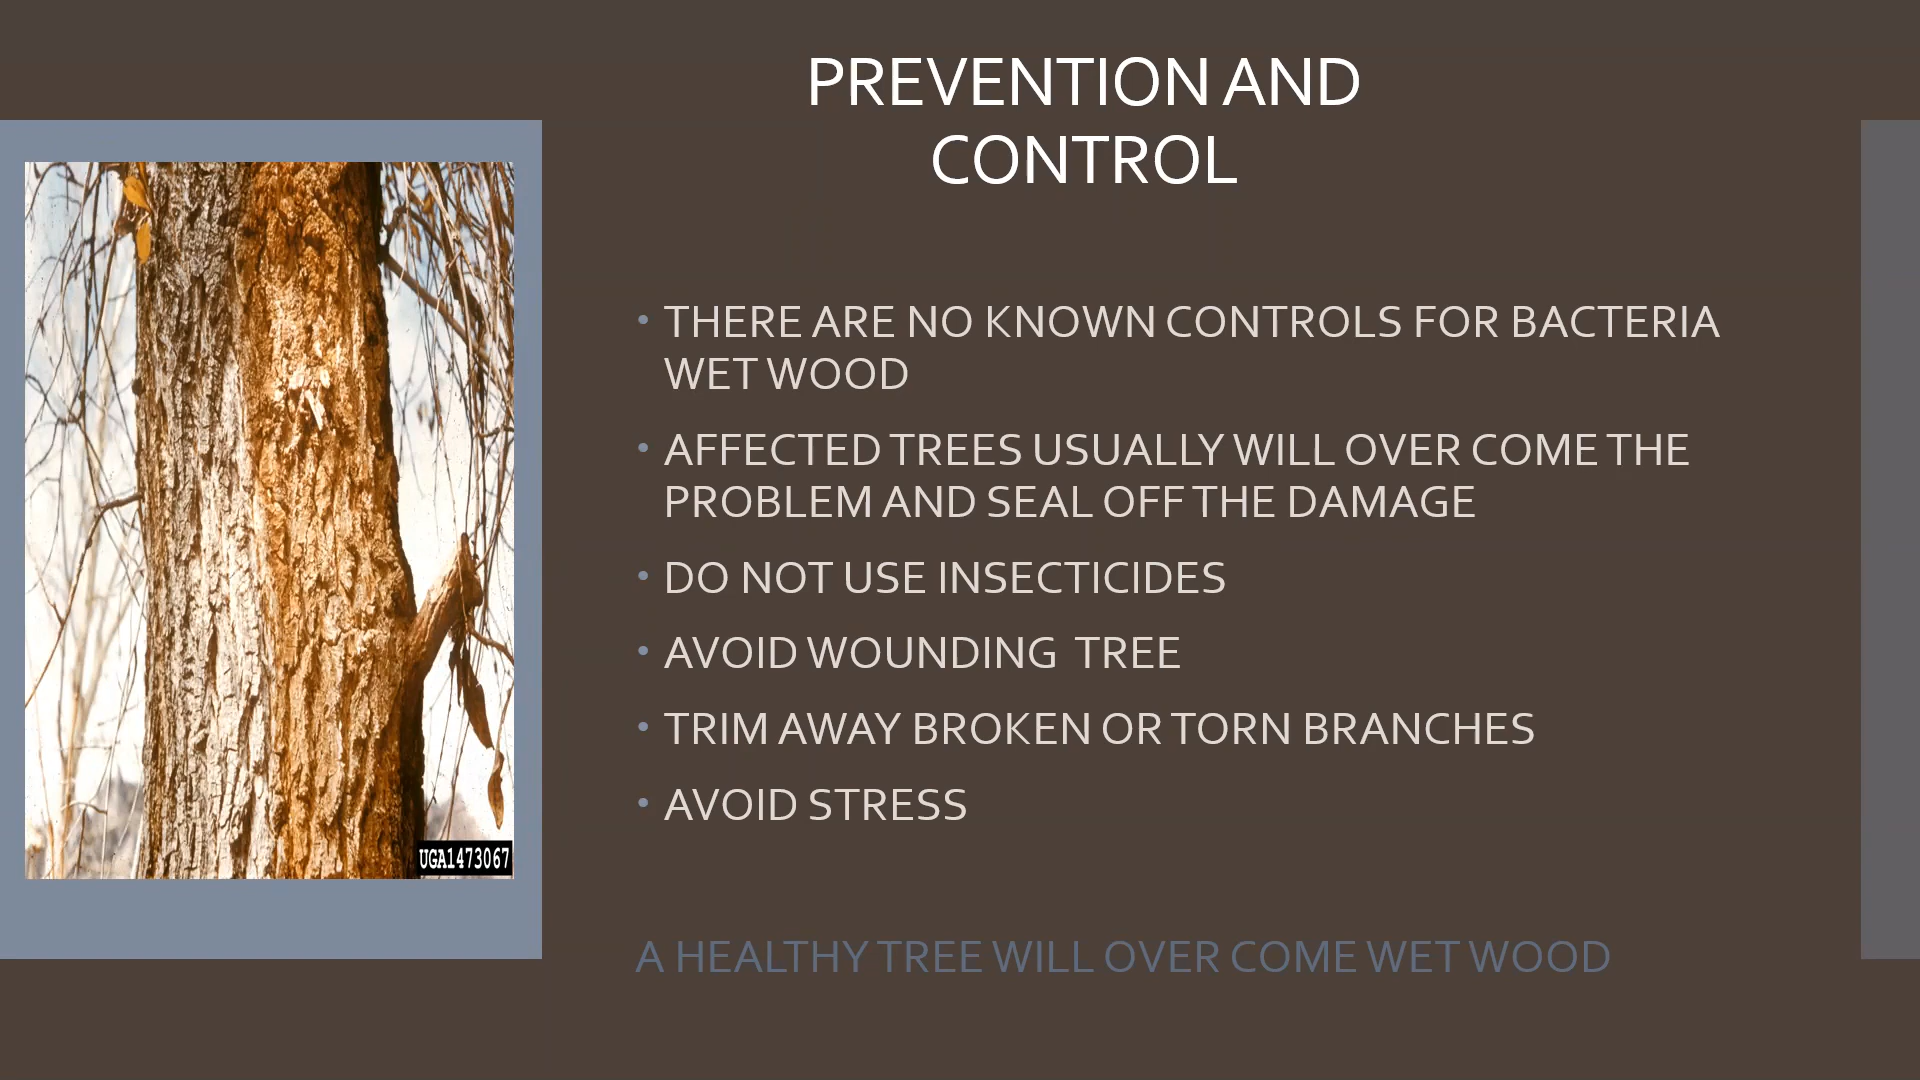 PREVENTION AND
CONTROL
• THERE ARE NO KNOWN CONTROLS FOR BACTERIA
WET WOOD
• AFFECTED TREES USUALLY WILL OVER COME THE
PROBLEM AND SEAL OFF THE DAMAGE
• DO NOT USE INSECTICIDES
• AVOID WOUNDING  TREE
• TRIM AWAY BROKEN OR TORN BRANCHES
• AVOID STRESS
UGA1473067
A HEALTHY TREE WILL OVER COME WET WOOD